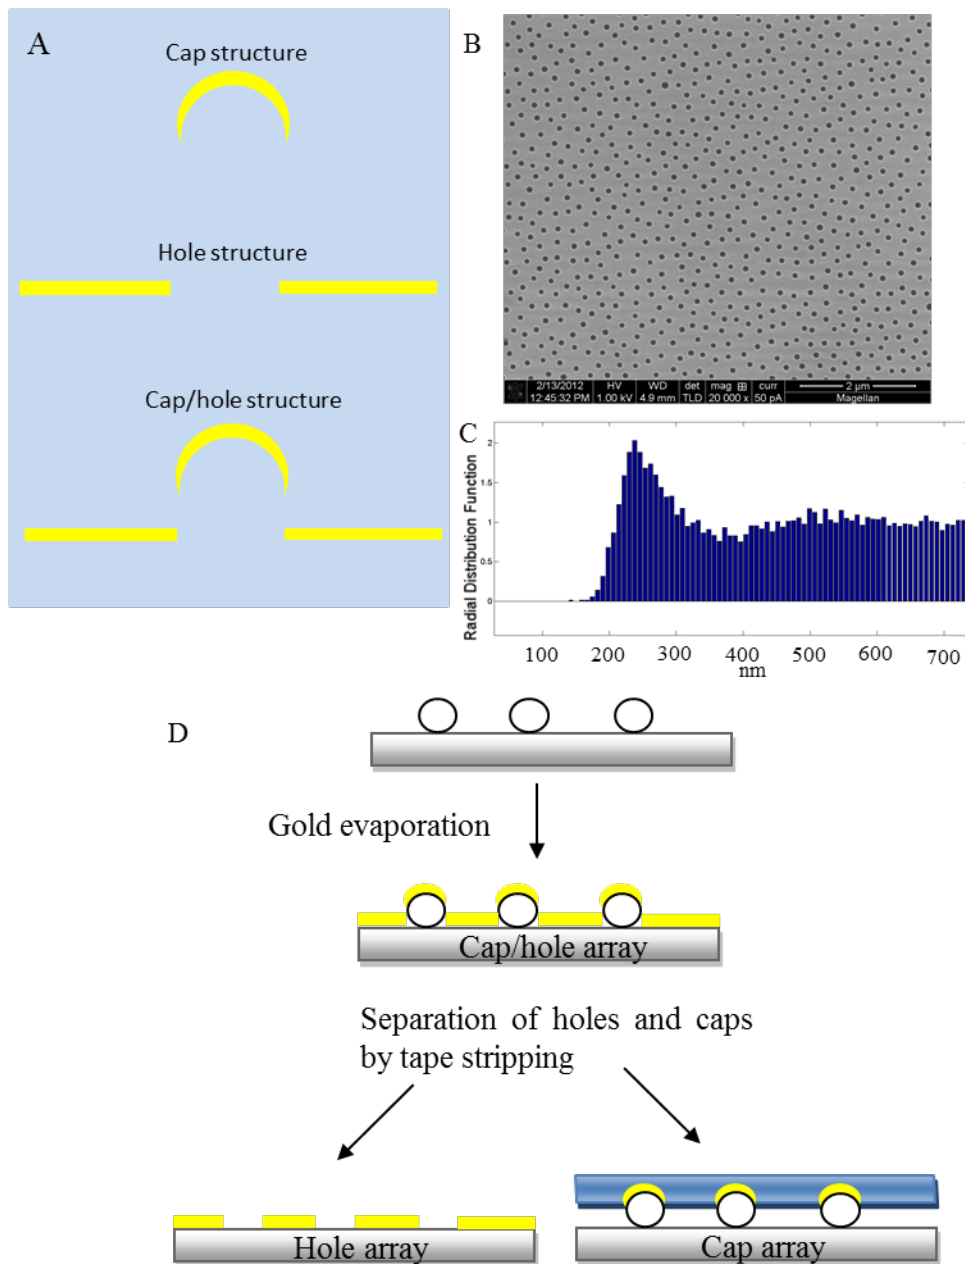 A
Cap structure
Hole structure
Cap/hole structure
B
2/13/2012 HV WD det mag ⊞ curr 2 µm
12:45:32 PM 1.00 kV 4.9 mm TLD 20 000 x 50 pA Magellan
C
Radial Distribution Function
2
1.5
1
0.5
0
100 200 300 400 500 600 700
nm
D
Gold evaporation
Cap/hole array
Separation of holes and caps
by tape stripping
Hole array
Cap array